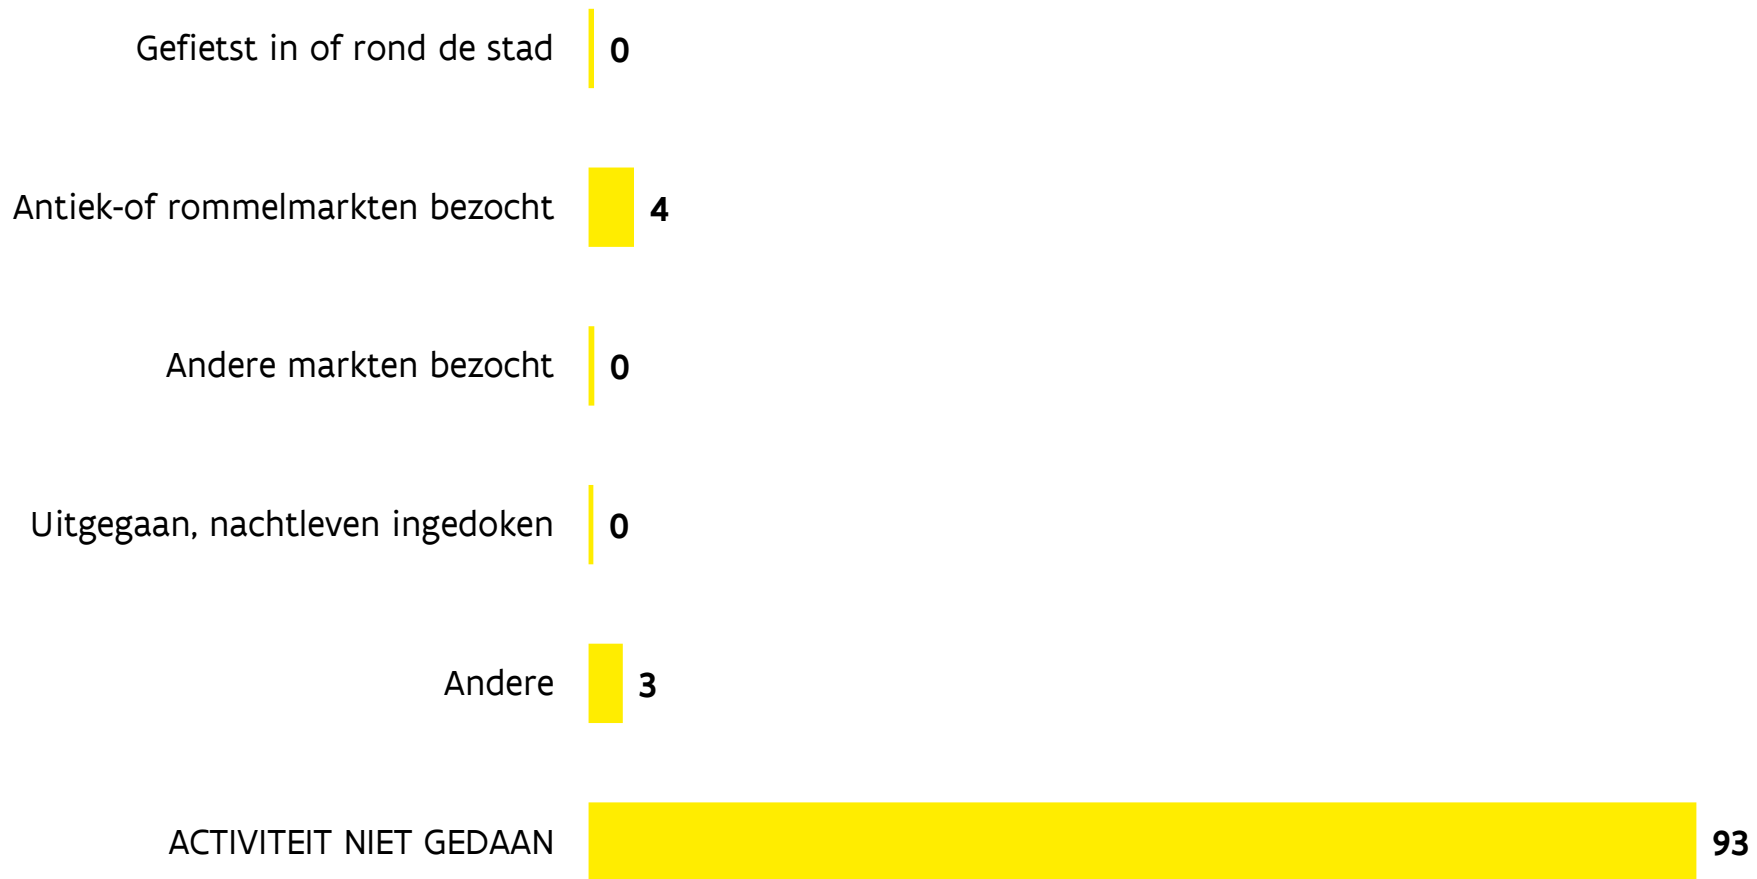 Gefietst in of rond de stad 0
Antiek-of rommelmarkten bezocht 4
Andere markten bezocht 0
Uitgegaan, nachtleven ingedoken 0
Andere 3
ACTIVITEIT NIET GEDAAN 93